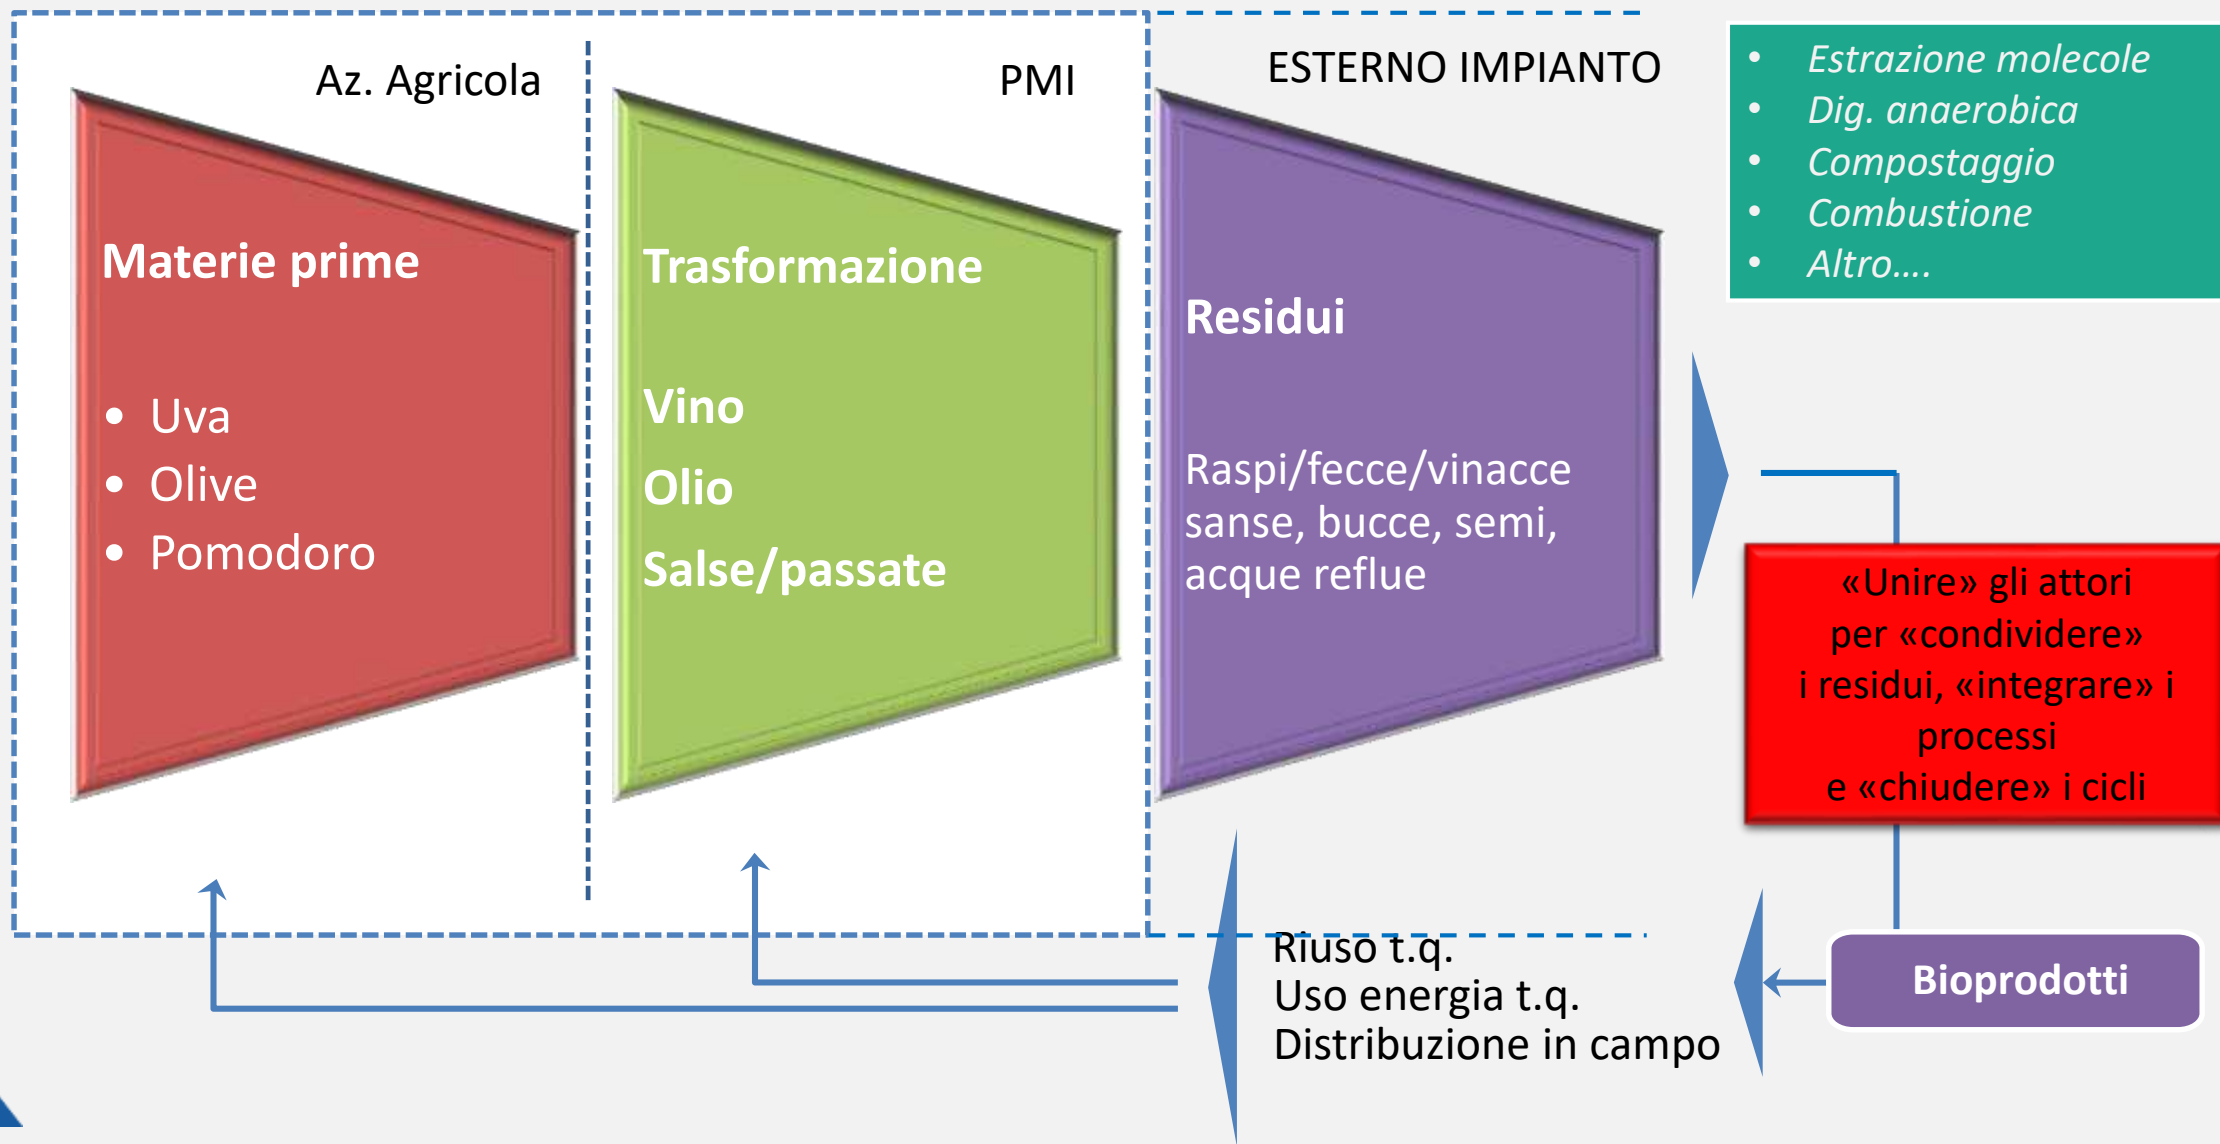 Az. Agricola
Materie prime
• Uva
• Olive
• Pomodoro
PMI
Trasformazione
Vino
Olio
Salse/passate
ESTERNO IMPIANTO
Residui
Raspi/fecce/vinacce
sanse, bucce, semi,
acque reflue
• Estrazione molecole
• Dig. anaerobica
• Compostaggio
• Combustione
• Altro....
«Unire» gli attori
per «condividere»
i residui, «integrare» i
processi
e «chiudere» i cicli
Bioprodotti
Riuso t.q.
Uso energia t.q.
Distribuzione in campo